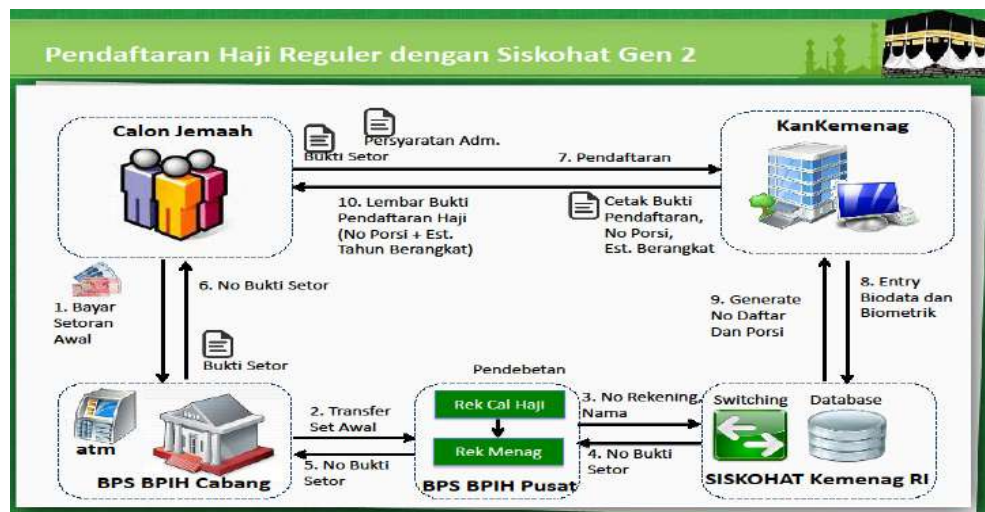 Pendaftaran Haji Reguler dengan Siskohat Gen 2
Calon Jemaah
Persyaratan Adm.
Bukti Setor
7. Pendaftaran
KanKemenag
10. Lembar Bukti
Pendaftaran Haji
(No Porsi + Est.
Tahun Berangkat)
Cetak Bukti
Pendaftaran,
No Porsi,
Est. Berangkat
1. Bayar
Setoran
Awal
6. No Bukti Setor
Bukti Setor
9. Generate
No Daftar
Dan Porsi
8. Entry
Biodata dan
Biometrik
atm
BPS BPIH Cabang
2. Transfer
Set Awal
5. No Bukti
Setor
Pendebetan
Rek Cal Haji
Rek Menag
BPS BPIH Pusat
3. No Rekening,
Nama
4. No Bukti
Setor
Switching
Database
SISKOHAT Kemenag RI